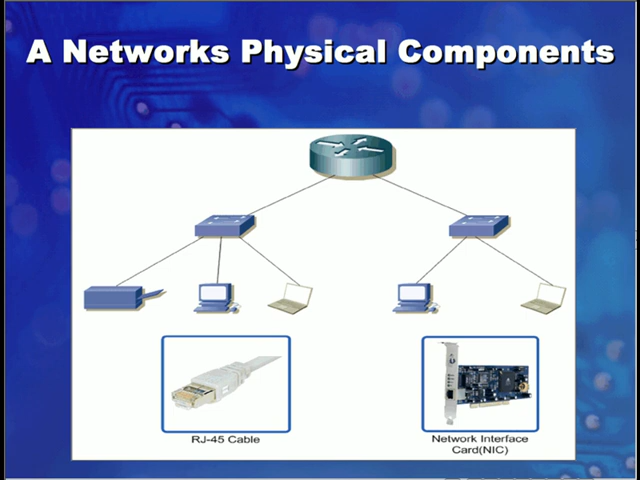 A Networks Physical Components
RJ-45 Cable
Network Interface
Card(NIC)